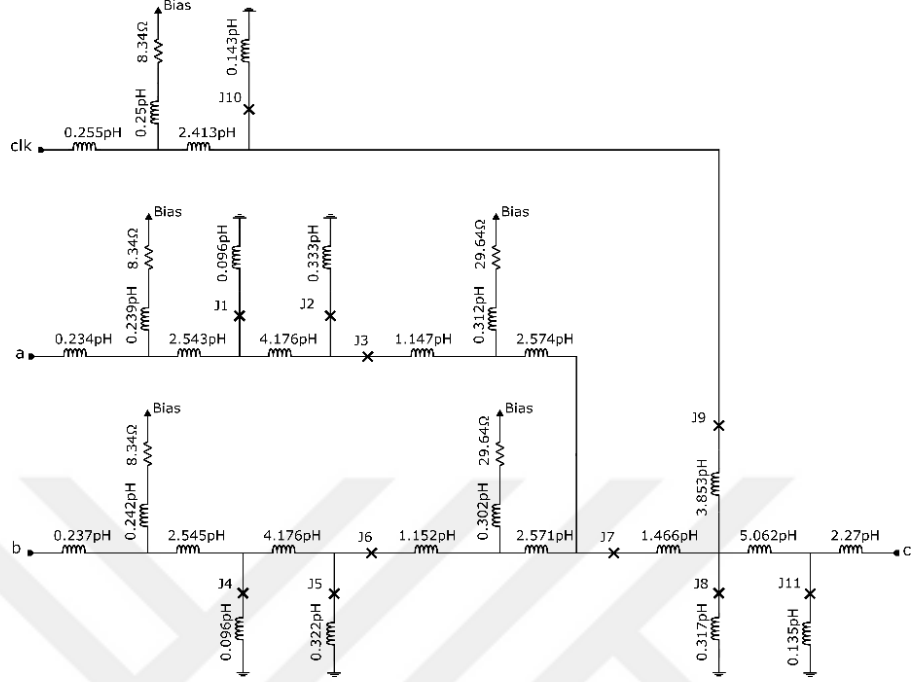 Bias
8.34Ω
0.25pH
0.143pH
J10
clk
0.255pH
2.413pH
Bias
8.34Ω
0.239pH
0.096pH
J1
0.333pH
J2
Bias
29.64Ω
0.312pH
a
0.234pH
2.543pH
4.176pH
J3
1.147pH
2.574pH
Bias
8.34Ω
0.242pH
Bias
29.64Ω
0.302pH
J9
3.853pH
b
0.237pH
2.545pH
4.176pH
J6
1.152pH
2.571pH
J7
1.466pH
5.062pH
2.27pH
c
J4
0.096pH
J5
0.322pH
J8
0.317pH
J11
0.135pH